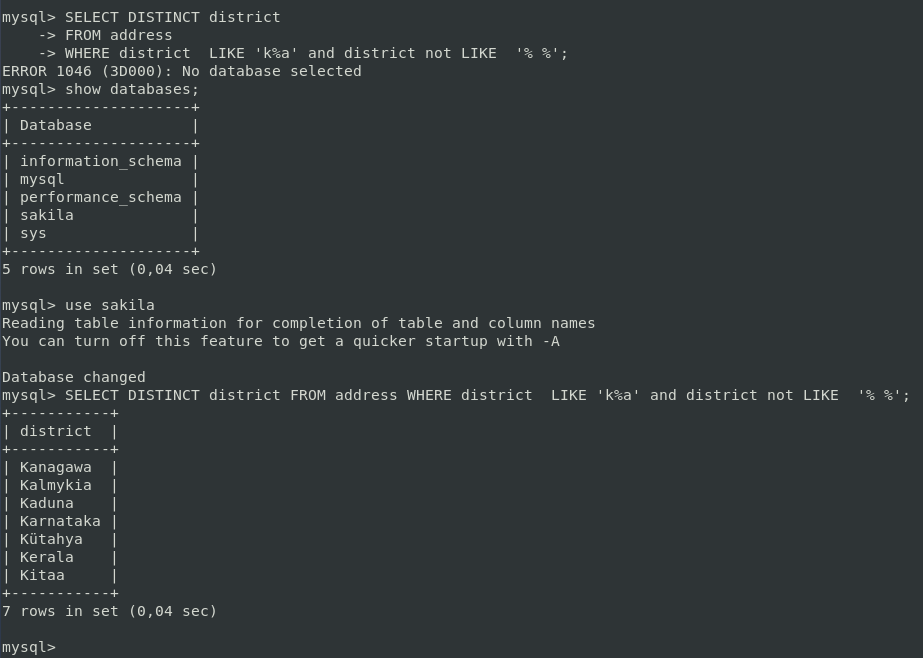 mysql> SELECT DISTINCT district
    -> FROM address
    -> WHERE district  LIKE 'k%a' and district not LIKE  '% %';
ERROR 1046 (3D000): No database selected
mysql> show databases;
+--------------------+
| Database           |
+--------------------+
| information_schema |
| mysql              |
| performance_schema |
| sakila             |
| sys                |
+--------------------+
5 rows in set (0,04 sec)

mysql> use sakila
Reading table information for completion of table and column names
You can turn off this feature to get a quicker startup with -A

Database changed
mysql> SELECT DISTINCT district FROM address WHERE district  LIKE 'k%a' and district not LIKE  '% %';
+-----------+
| district  |
+-----------+
| Kanagawa  |
| Kalmykia  |
| Kaduna    |
| Karnataka |
| Kütahya   |
| Kerala    |
| Kitaa     |
+-----------+
7 rows in set (0,04 sec)

mysql>